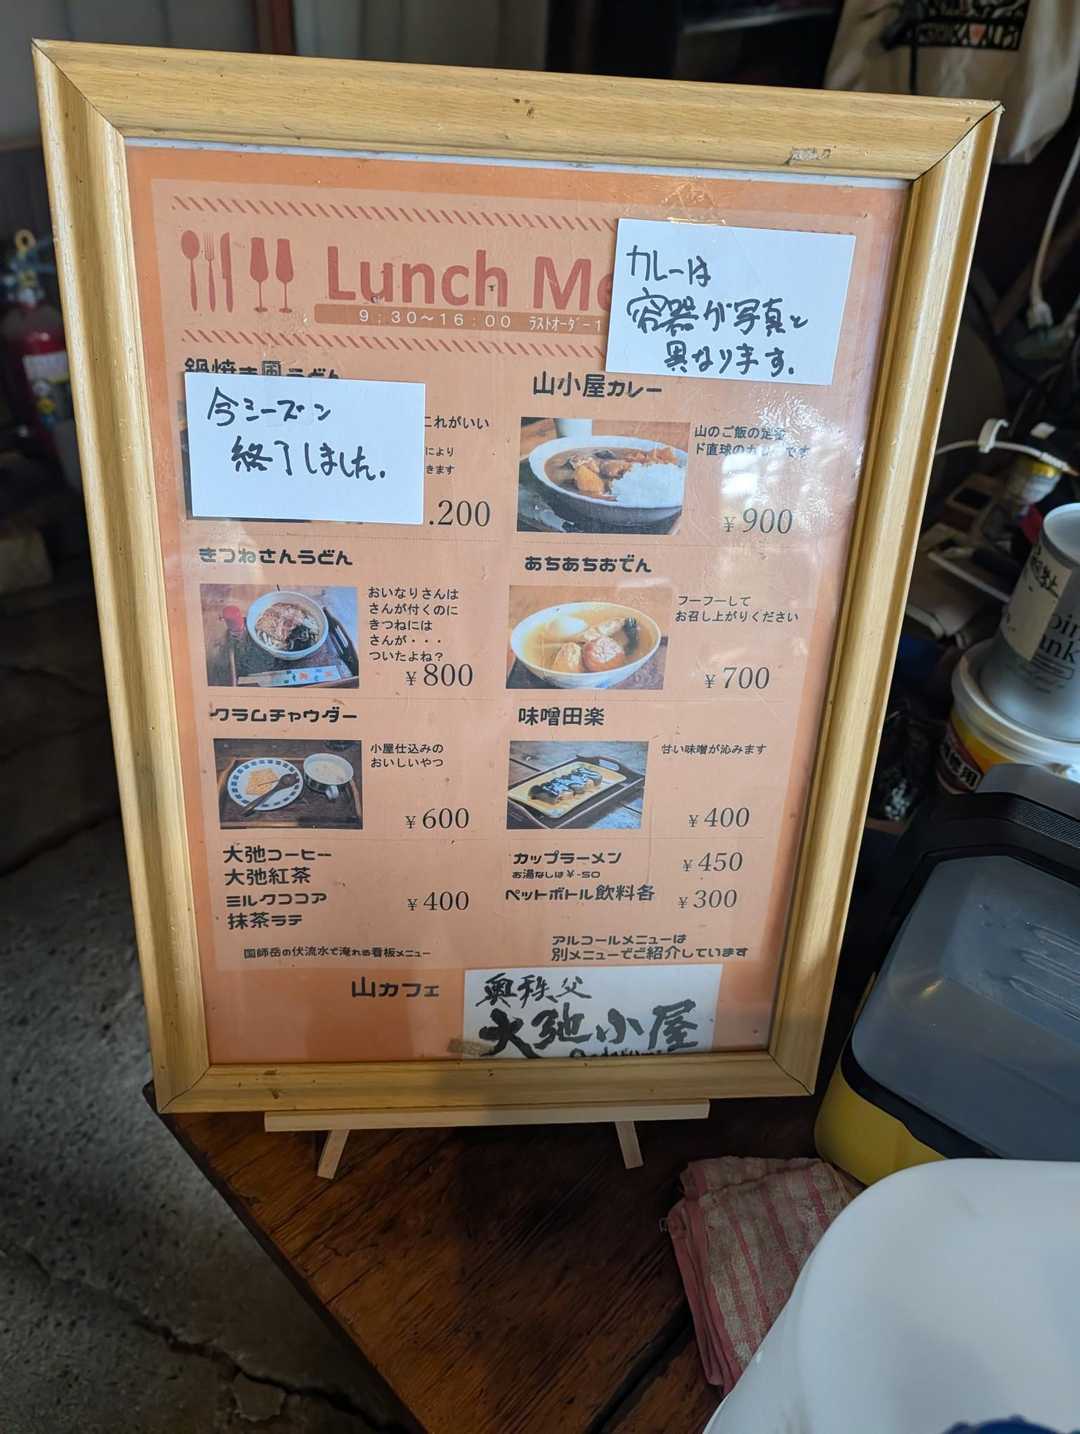 Lunch Me
9:30～16:00 ラストオーダー1
カレーは
容器が写真と
異なります。
鍋焼き風うどん
今シーズン
終了しました。
これがいい
により
きます
.200
山小屋カレー
山のご飯の定番
ド直球のカレーです
¥900
きつねさんうどん
おいなりさんは
さんが付くのに
きつねには
さんが・・・
ついたよね?
¥800
あちあちおでん
フーフーして
お召し上がりください
¥700
クラムチャウダー
小屋仕込みの
おいしいやつ
¥600
味噌田楽
甘い味噌が沁みます
¥400
大弛コーヒー
大弛紅茶
ミルクココア
抹茶ラテ
¥400
カップラーメン ¥450
お湯なしは¥-50
ペットボトル飲料各 ¥300
国師岳の伏流水で淹れる看板メニュー
アルコールメニューは
別メニューでご紹介しています
山カフェ
奥秩父
大弛小屋